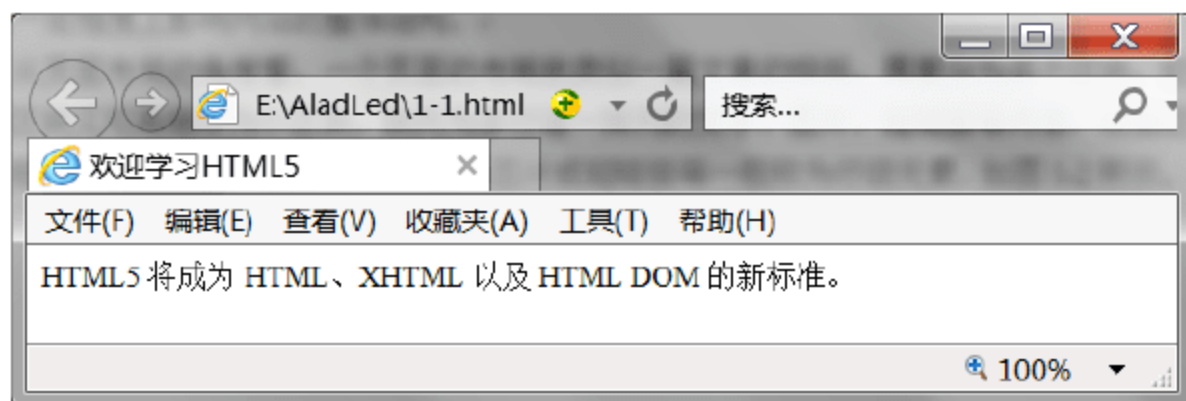 E:\AladLed\1-1.html 搜索...
欢迎学习HTML5
文件(F) 编辑(E) 查看(V) 收藏夹(A) 工具(T) 帮助(H)
HTML5 将成为 HTML、XHTML 以及 HTML DOM 的新标准。
100%